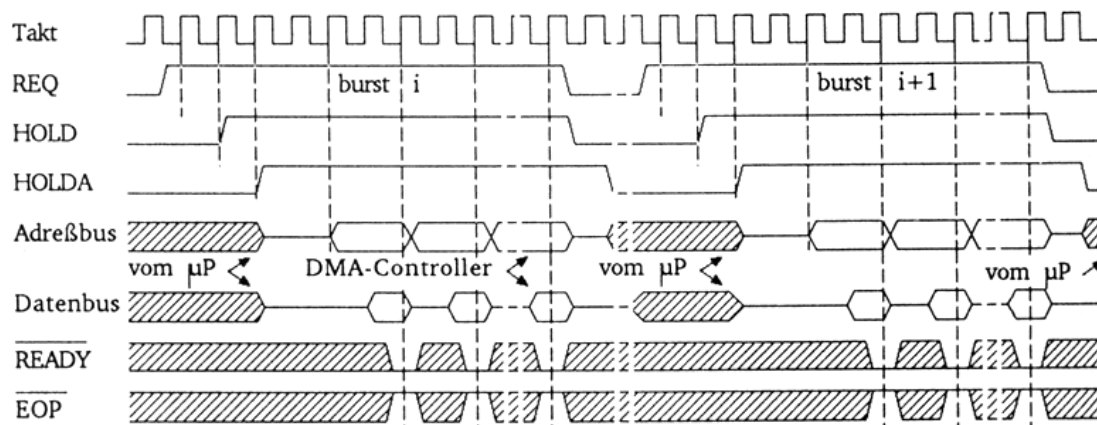 Takt
REQ
burst i
burst i+1
HOLD
HOLDA
Adreßbus
vom µP
DMA-Controller
vom µP
vom µP
Datenbus
READY
EOP